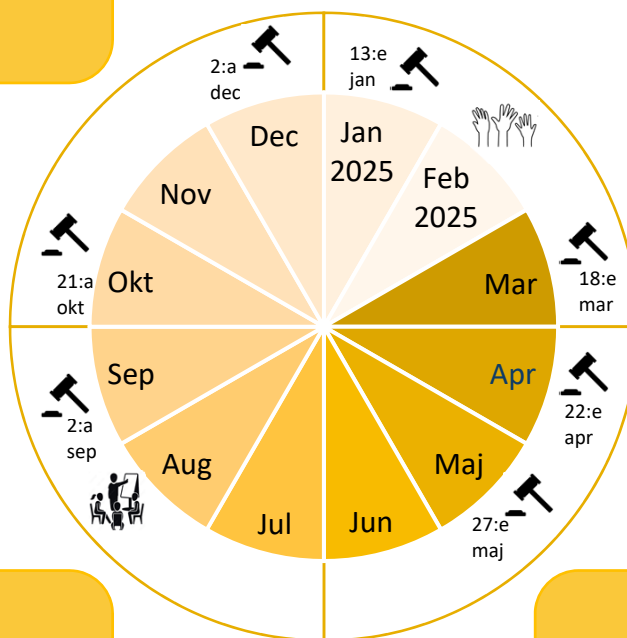 2:a
dec
13:e
jan
Dec
Jan
2025
Feb
2025
Nov
Mar
18:e
mar
Okt
21:a
okt
Sep
Apr
22:e
apr
2:a
sep
Aug
Maj
27:e
maj
Jul
Jun